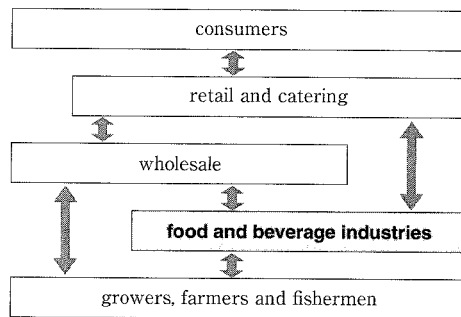 consumers
retail and catering
wholesale
food and beverage industries
growers, farmers and fishermen